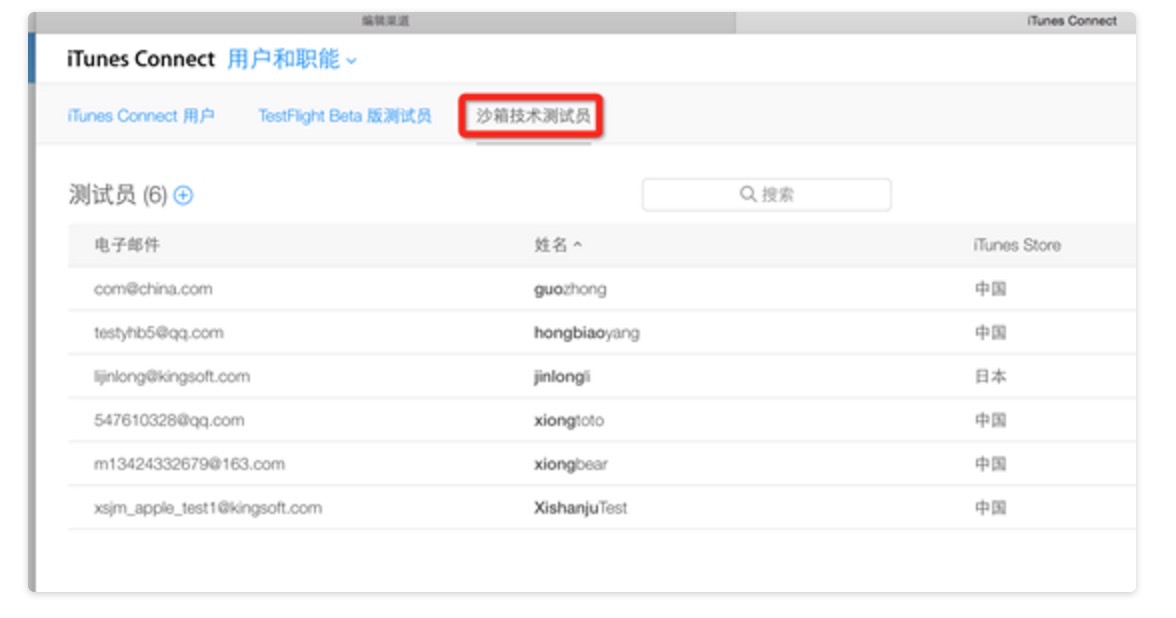 编辑渠道 iTunes Connect
iTunes Connect 用户和职能
iTunes Connect 用户 TestFlight Beta 版测试员 沙箱技术测试员
测试员 (6) 搜索
电子邮件 姓名 iTunes Store
com@china.com guozhong 中国
testyhb5@qq.com hongbiaoyang 中国
lijinlong@kingsoft.com jinlongli 日本
547610328@qq.com xiongtoto 中国
m13424332679@163.com xiongbear 中国
xsjm_apple_test1@kingsoft.com XishanjuTest 中国